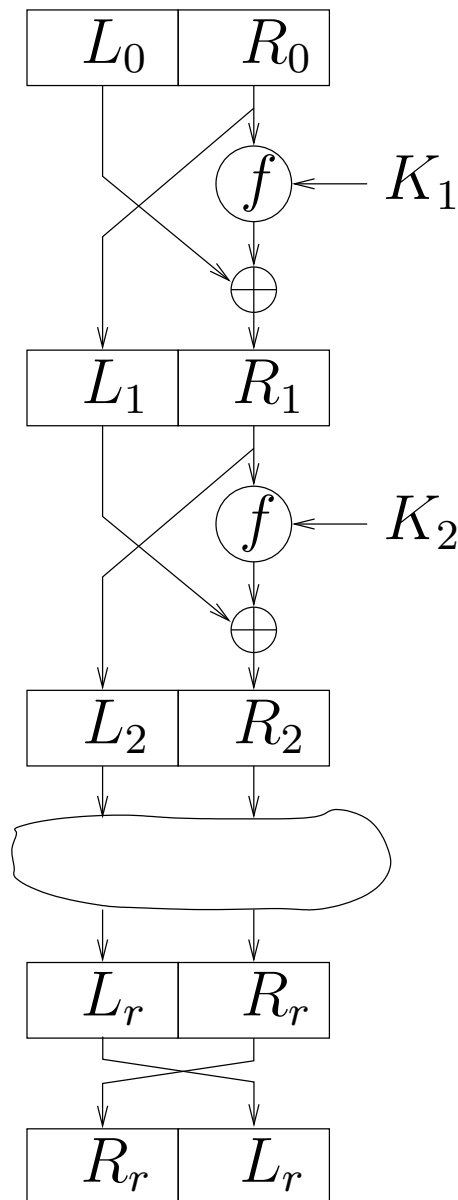 L₀ R₀
f K₁
L₁ R₁
f K₂
L₂ R₂
Lᵣ Rᵣ
Rᵣ Lᵣ